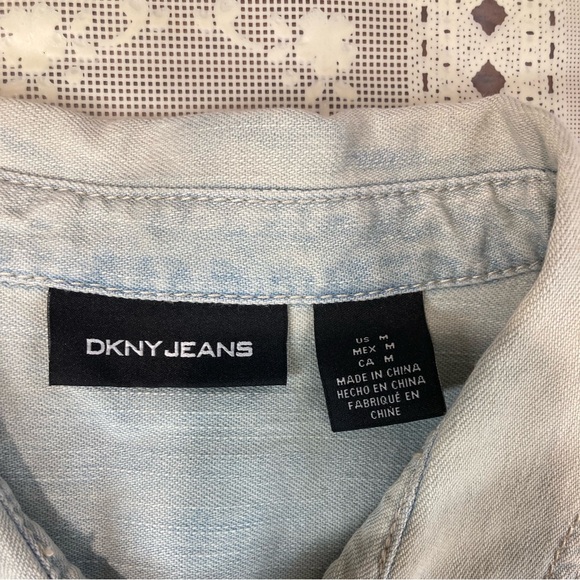 DKNY JEANS
US M
MEX M
CA M
MADE IN CHINA
HECHO EN CHINA
FABRIQUÉ EN
CHINE